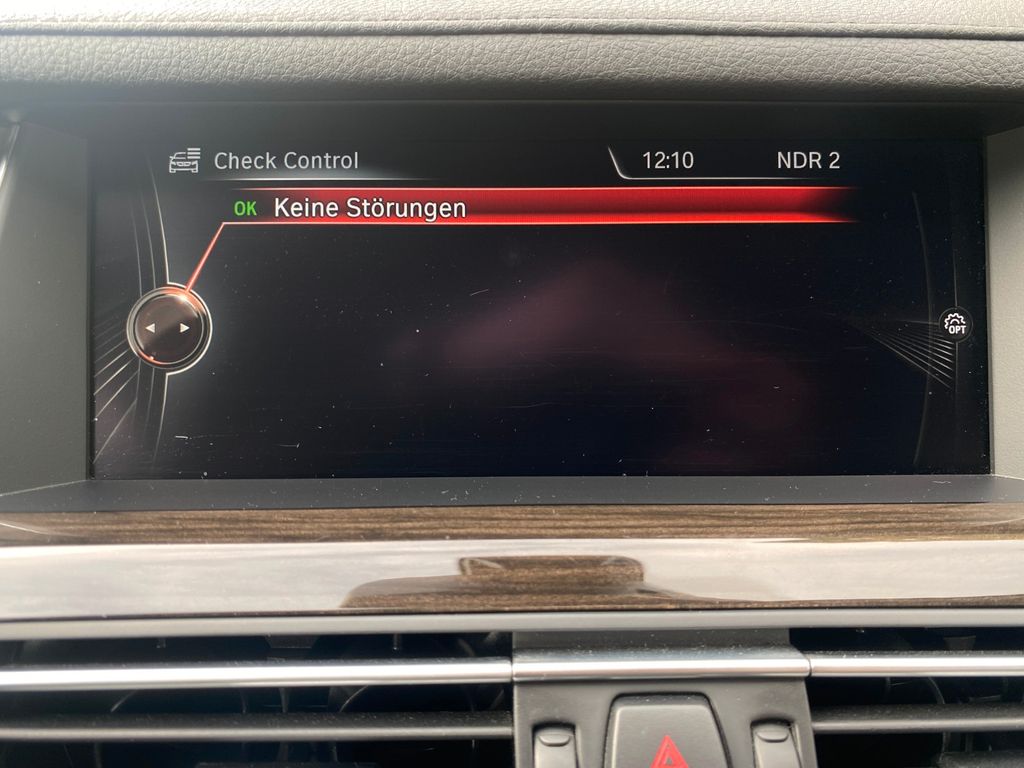 Check Control 12:10 NDR 2
OK Keine Störungen
OPT